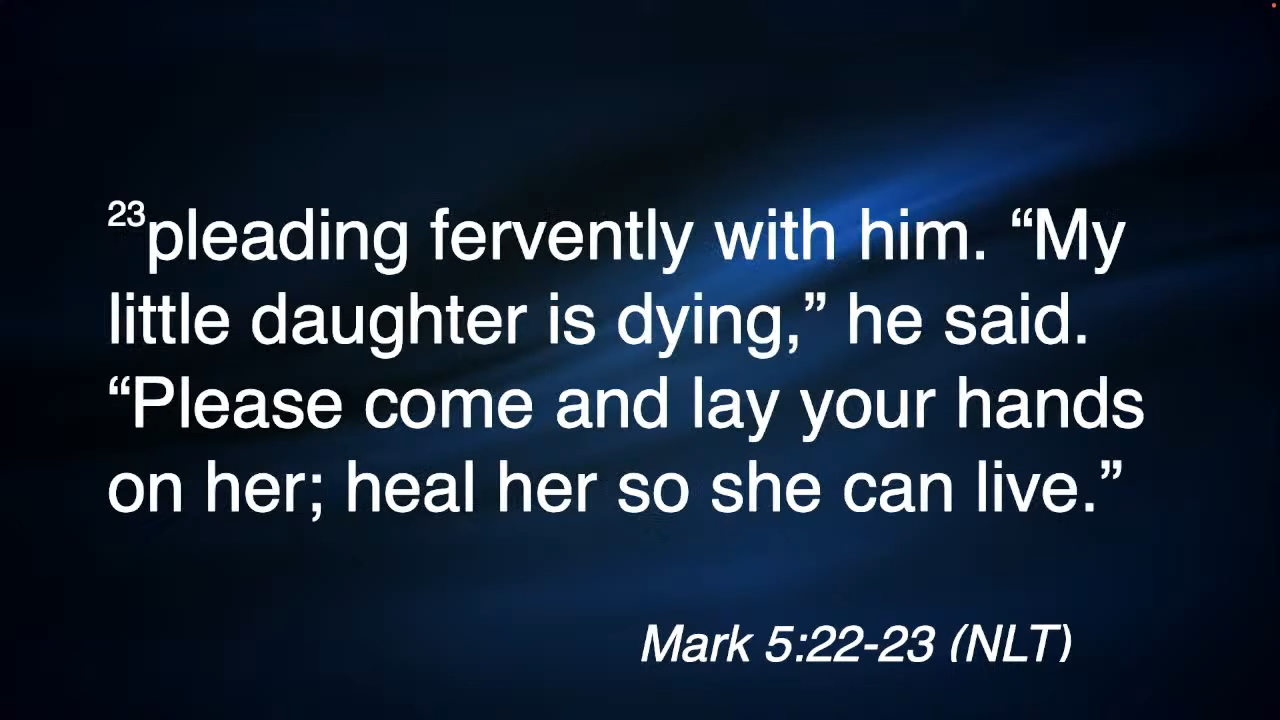 23pleading fervently with him. “My
little daughter is dying,” he said.
“Please come and lay your hands
on her; heal her so she can live.”
Mark 5:22-23 (NLT)